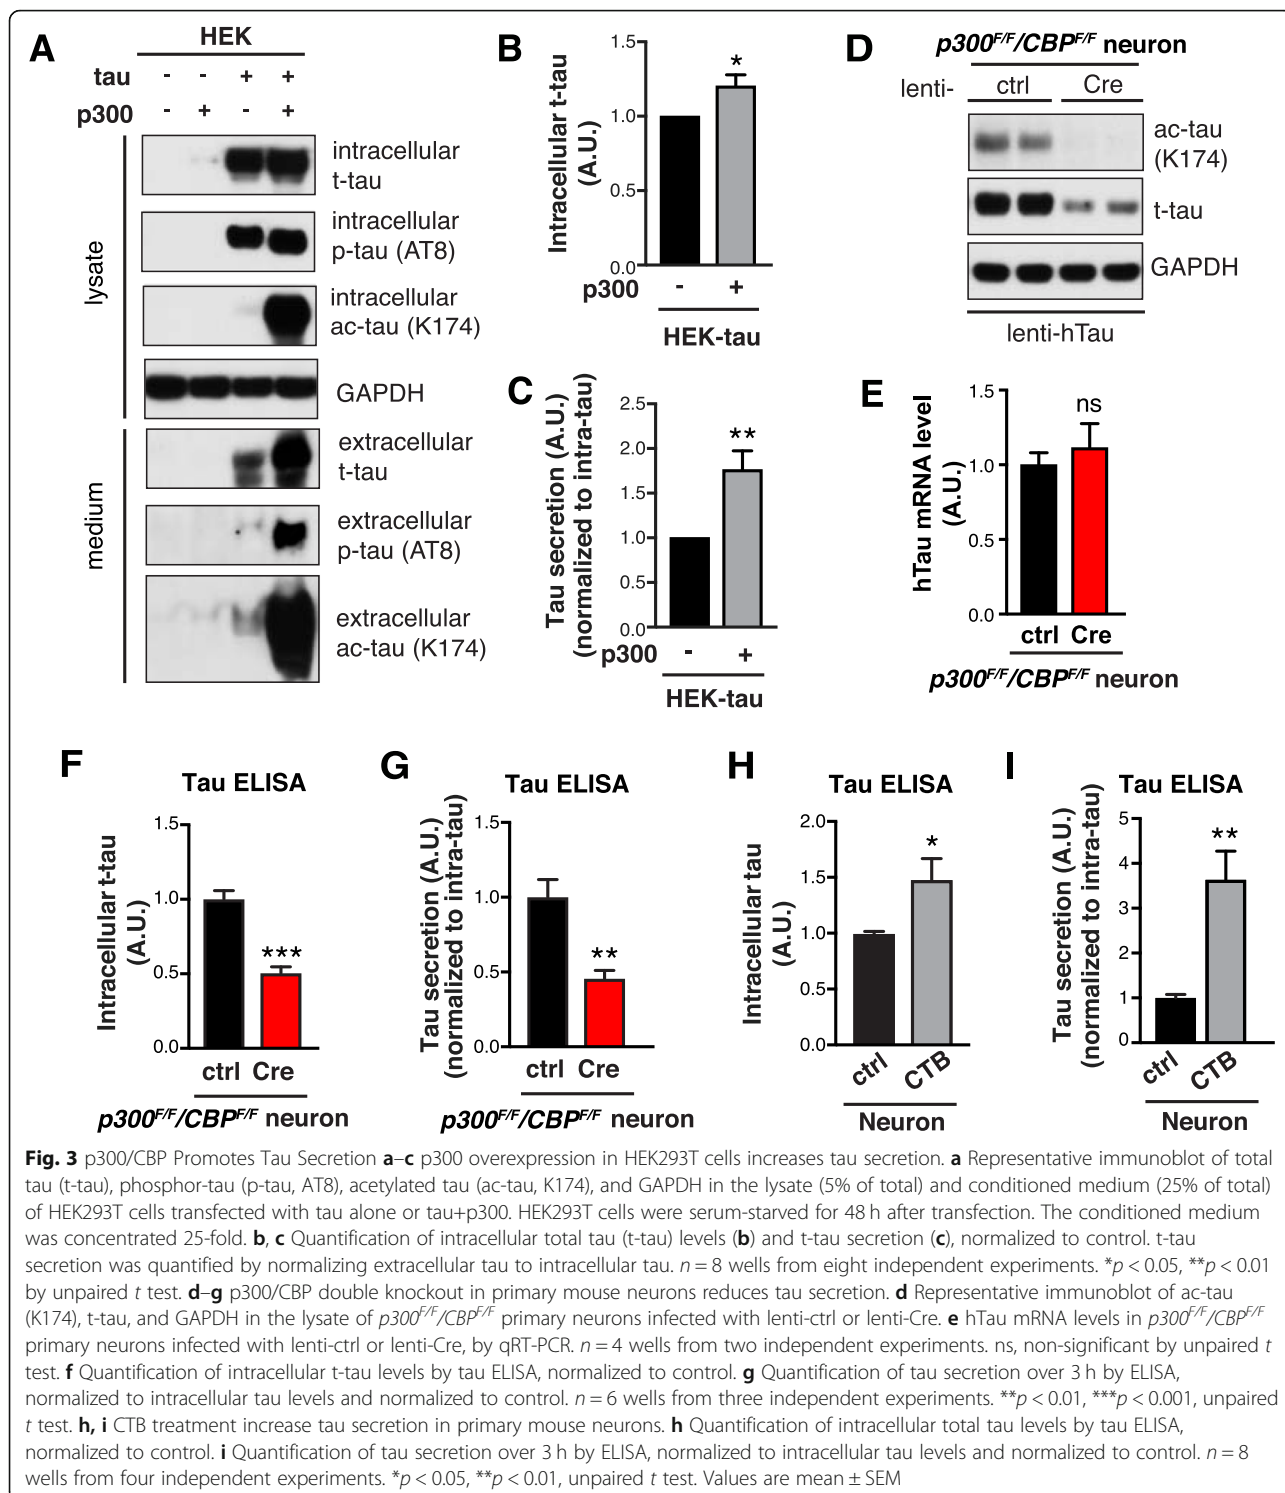 A
HEK
tau - - + +
p300 - + - +
lysate
intracellular
t-tau
intracellular
p-tau (AT8)
intracellular
ac-tau (K174)
GAPDH
medium
extracellular
t-tau
extracellular
p-tau (AT8)
extracellular
ac-tau (K174)
B
Intracellular t-tau
(A.U.)
1.5
1.0
0.5
0.0
*
p300 - +
HEK-tau
C
Tau secretion (A.U.)
(normalized to intra-tau)
2.5
2.0
1.5
1.0
0.5
0.0
**
p300 - +
HEK-tau
D
p300F/F/CBPF/F neuron
lenti- ctrl Cre
ac-tau
(K174)
t-tau
GAPDH
lenti-hTau
E
hTau mRNA level
(A.U.)
1.5
1.0
0.5
0.0
ns
ctrl Cre
p300F/F/CBPF/F neuron
F
Tau ELISA
Intracellular t-tau
(A.U.)
1.5
1.0
0.5
0.0
***
ctrl Cre
p300F/F/CBPF/F neuron
G
Tau ELISA
Tau secretion (A.U.)
(normalized to intra-tau)
1.5
1.0
0.5
0.0
**
ctrl Cre
p300F/F/CBPF/F neuron
H
Tau ELISA
Intracellular tau
(A.U.)
2.0
1.5
1.0
0.5
0.0
*
ctrl CTB
Neuron
I
Tau ELISA
Tau secretion (A.U.)
(normalized to intra-tau)
5
4
3
2
1
0
**
ctrl CTB
Neuron
Fig. 3 p300/CBP Promotes Tau Secretion a–c p300 overexpression in HEK293T cells increases tau secretion. a Representative immunoblot of total
tau (t-tau), phosphor-tau (p-tau, AT8), acetylated tau (ac-tau, K174), and GAPDH in the lysate (5% of total) and conditioned medium (25% of total)
of HEK293T cells transfected with tau alone or tau+p300. HEK293T cells were serum-starved for 48 h after transfection. The conditioned medium
was concentrated 25-fold. b, c Quantification of intracellular total tau (t-tau) levels (b) and t-tau secretion (c), normalized to control. t-tau
secretion was quantified by normalizing extracellular tau to intracellular tau. n = 8 wells from eight independent experiments. *p < 0.05, **p < 0.01
by unpaired t test. d–g p300/CBP double knockout in primary mouse neurons reduces tau secretion. d Representative immunoblot of ac-tau
(K174), t-tau, and GAPDH in the lysate of p300F/F/CBPF/F primary neurons infected with lenti-ctrl or lenti-Cre. e hTau mRNA levels in p300F/F/CBPF/F
primary neurons infected with lenti-ctrl or lenti-Cre, by qRT-PCR. n = 4 wells from two independent experiments. ns, non-significant by unpaired t
test. f Quantification of intracellular t-tau levels by tau ELISA, normalized to control. g Quantification of tau secretion over 3 h by ELISA,
normalized to intracellular tau levels and normalized to control. n = 6 wells from three independent experiments. **p < 0.01, ***p < 0.001, unpaired
t test. h, i CTB treatment increase tau secretion in primary mouse neurons. h Quantification of intracellular total tau levels by tau ELISA,
normalized to control. i Quantification of tau secretion over 3 h by ELISA, normalized to intracellular tau levels and normalized to control. n = 8
wells from four independent experiments. *p < 0.05, **p < 0.01, unpaired t test. Values are mean ± SEM